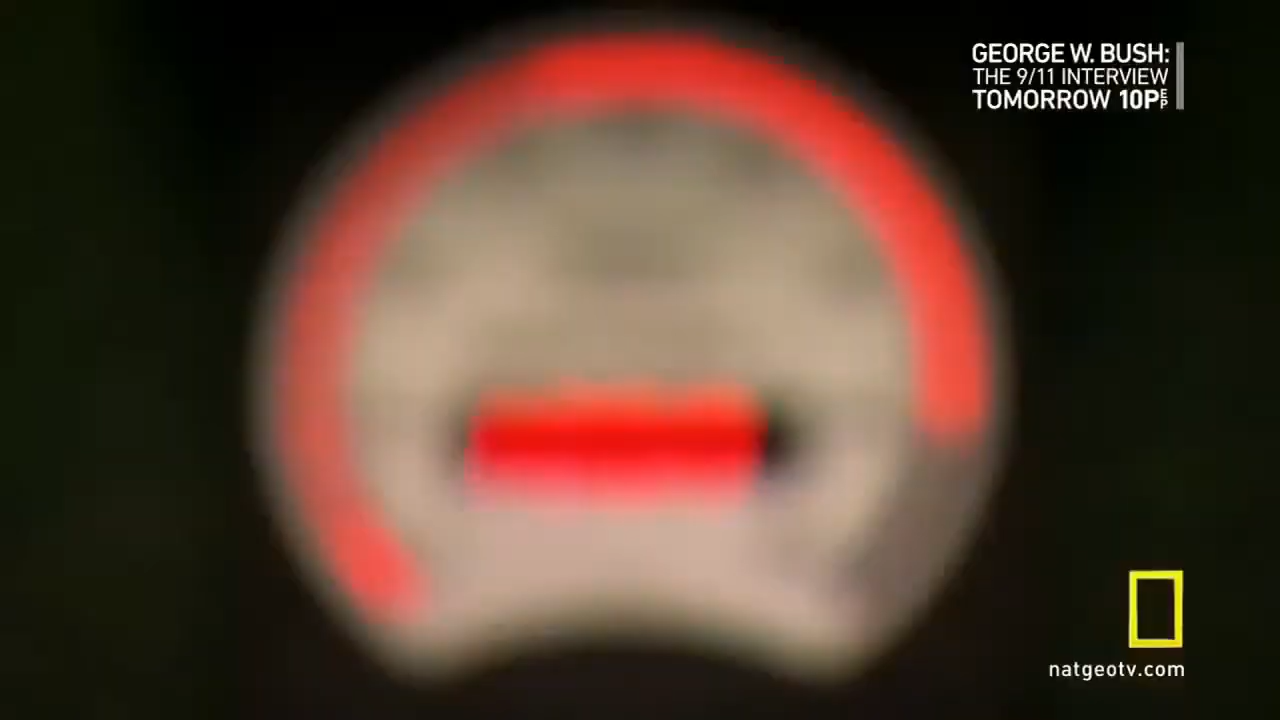 GEORGE W. BUSH:
THE 9/11 INTERVIEW
TOMORROW 10P E P
natgeotv.com